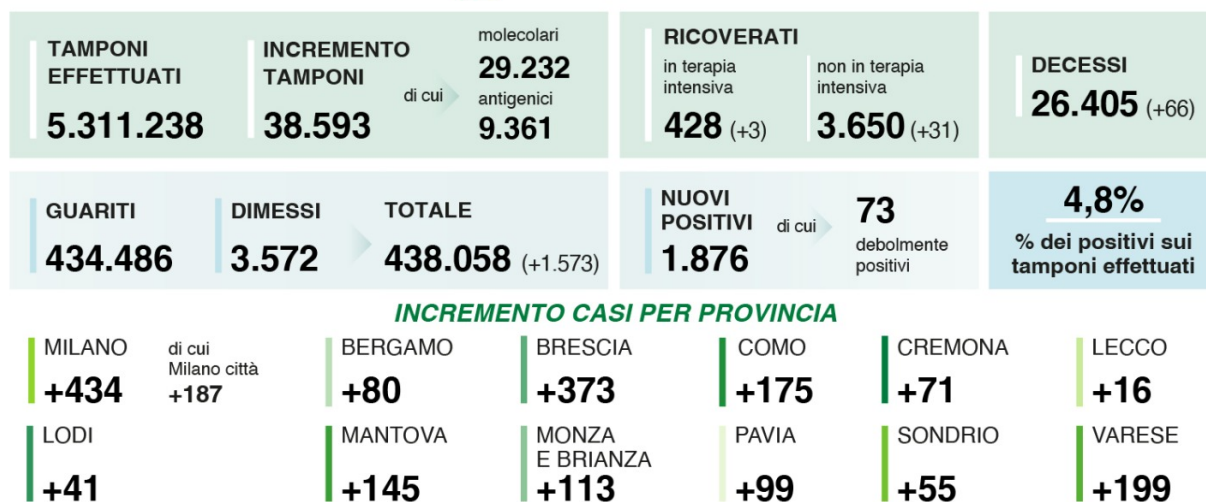 TAMPONI
EFFETTUATI
5.311.238
INCREMENTO
TAMPONI
38.593
di cui
molecolari
29.232
antigenici
9.361
RICOVERATI
in terapia
intensiva
428 (+3)
non in terapia
intensiva
3.650 (+31)
DECESSI
26.405 (+66)
GUARITI
434.486
DIMESSI
3.572
TOTALE
438.058 (+1.573)
NUOVI
POSITIVI
1.876
di cui
73
debolmente
positivi
4,8%
% dei positivi sui
tamponi effettuati
INCREMENTO CASI PER PROVINCIA
MILANO
+434
di cui
Milano città
+187
BERGAMO
+80
BRESCIA
+373
COMO
+175
CREMONA
+71
LECCO
+16
LODI
+41
MANTOVA
+145
MONZA
E BRIANZA
+113
PAVIA
+99
SONDRIO
+55
VARESE
+199